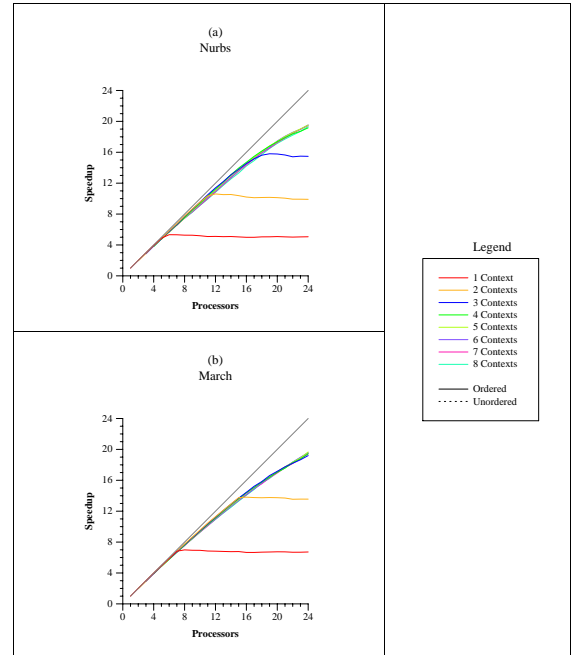 (a)
Nurbs
24
20
16
12
8
4
0
Speedup
0 4 8 12 16 20 24
Processors
(b)
March
24
20
16
12
8
4
0
Speedup
0 4 8 12 16 20 24
Processors
Legend
1 Context
2 Contexts
3 Contexts
4 Contexts
5 Contexts
6 Contexts
7 Contexts
8 Contexts
Ordered
Unordered